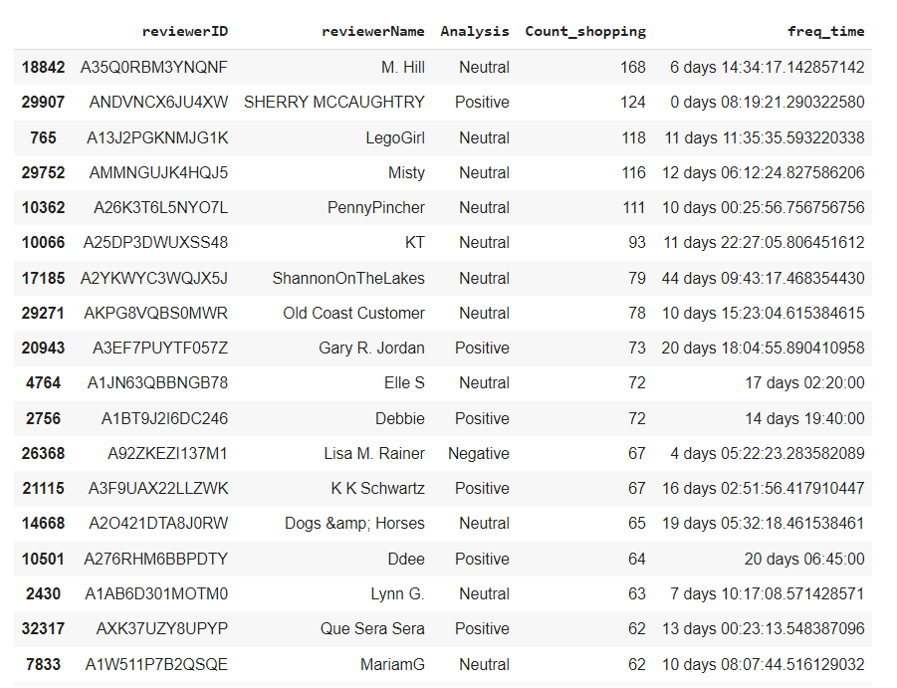 reviewerID reviewerName Analysis Count_shopping freq_time
18842 A35Q0RBM3YNQNF M. Hill Neutral 168 6 days 14:34:17.142857142
29907 ANDVNCX6JU4XW SHERRY MCCAUGHTRY Positive 124 0 days 08:19:21.290322580
765 A13J2PGKNMJG1K LegoGirl Neutral 118 11 days 11:35:35.593220338
29752 AMMNGUJK4HQJ5 Misty Neutral 116 12 days 06:12:24.827586206
10362 A26K3T6L5NYO7L PennyPincher Neutral 111 10 days 00:25:56.756756756
10066 A25DP3DWUXSS48 KT Neutral 93 11 days 22:27:05.806451612
17185 A2YKWYC3WQJX5J ShannonOnTheLakes Neutral 79 44 days 09:43:17.468354430
29271 AKPG8VQBS0MWR Old Coast Customer Neutral 78 10 days 15:23:04.615384615
20943 A3EF7PUYTF057Z Gary R. Jordan Positive 73 20 days 18:04:55.890410958
4764 A1JN63QBBNGB78 Elle S Neutral 72 17 days 02:20:00
2756 A1BT9J2I6DC246 Debbie Positive 72 14 days 19:40:00
26368 A92ZKEZI137M1 Lisa M. Rainer Negative 67 4 days 05:22:23.283582089
21115 A3F9UAX22LLZWK K K Schwartz Positive 67 16 days 02:51:56.417910447
14668 A2O421DTA8J0RW Dogs &amp; Horses Neutral 65 19 days 05:32:18.461538461
10501 A276RHM6BBPDTY Ddee Positive 64 20 days 06:45:00
2430 A1AB6D301MOTM0 Lynn G. Neutral 63 7 days 10:17:08.571428571
32317 AXK37UZY8UPYP Que Sera Sera Positive 62 13 days 00:23:13.548387096
7833 A1W511P7B2QSQE MariamG Neutral 62 10 days 08:07:44.516129032